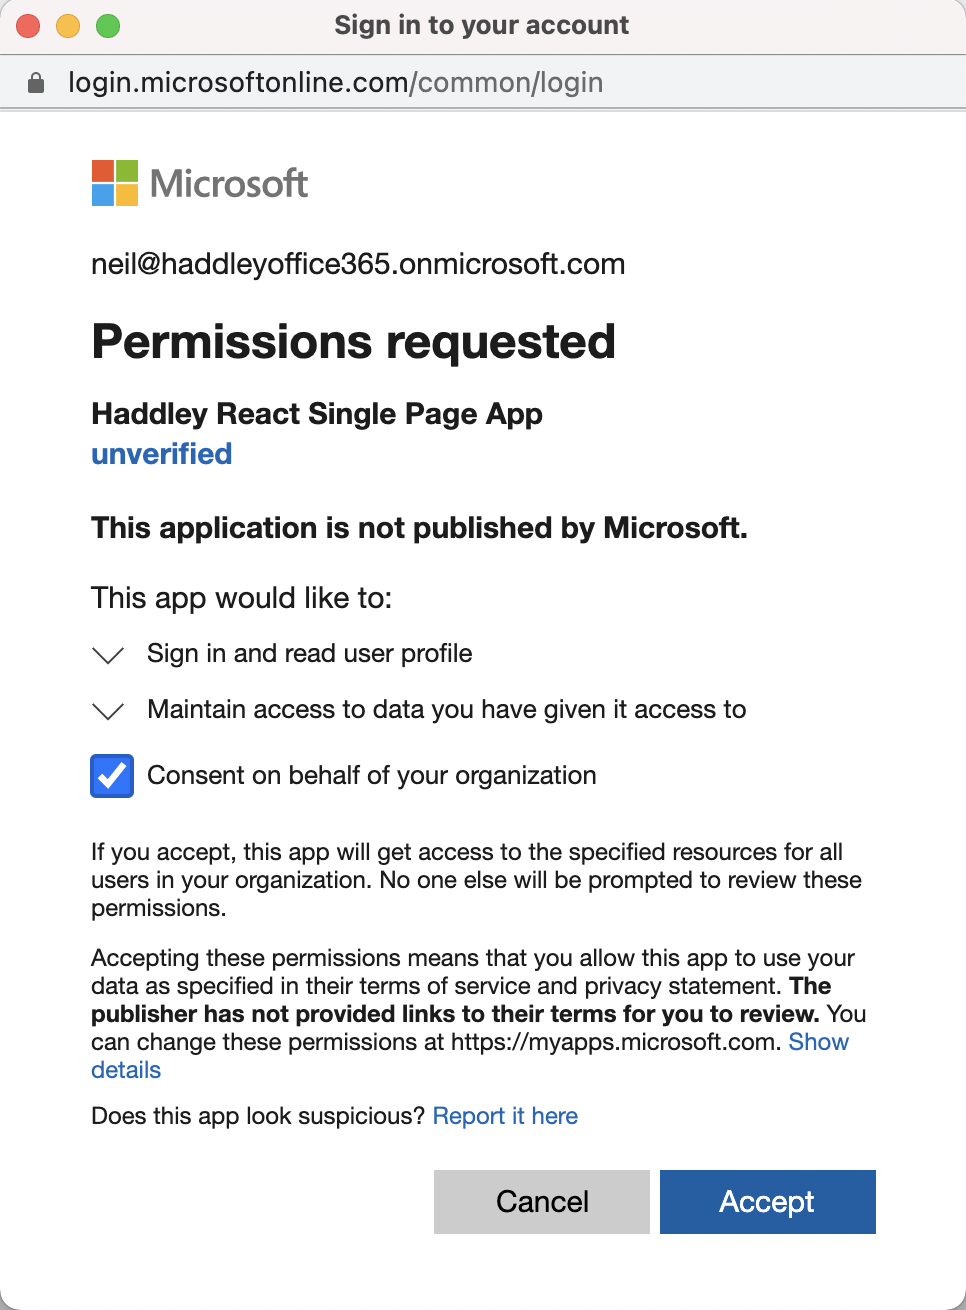 Sign in to your account
login.microsoftonline.com/common/login
Microsoft
neil@haddleyoffice365.onmicrosoft.com
Permissions requested
Haddley React Single Page App
unverified
This application is not published by Microsoft.
This app would like to:
Sign in and read user profile
Maintain access to data you have given it access to
Consent on behalf of your organization
If you accept, this app will get access to the specified resources for all
users in your organization. No one else will be prompted to review these
permissions.
Accepting these permissions means that you allow this app to use your
data as specified in their terms of service and privacy statement. The
publisher has not provided links to their terms for you to review. You
can change these permissions at https://myapps.microsoft.com. Show
details
Does this app look suspicious? Report it here
Cancel Accept